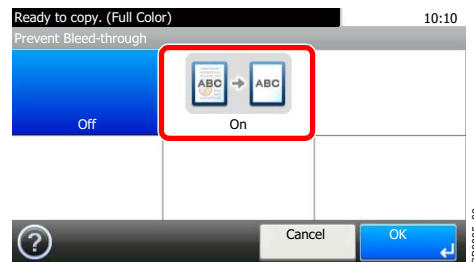 Ready to copy. (Full Color)
10:10
Prevent Bleed-through
ABC
ABC
Off
On
?
Cancel
OK